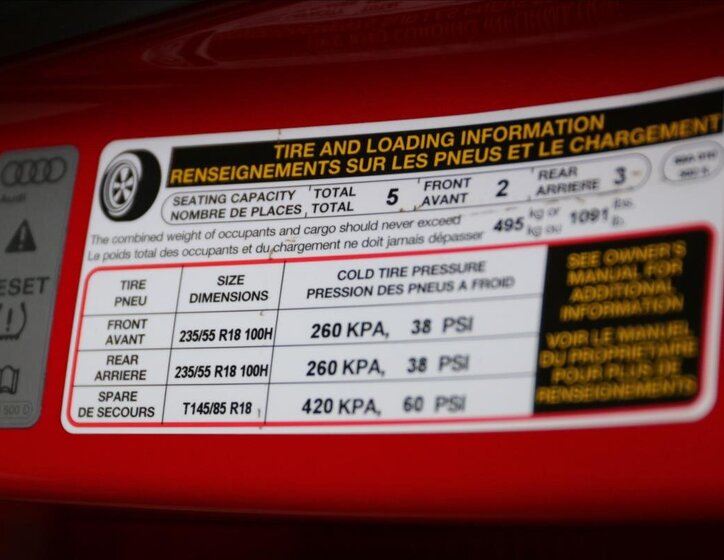 TIRE AND LOADING INFORMATION
RENSEIGNEMENTS SUR LES PNEUS ET LE CHARGEMENT
SEATING CAPACITY TOTAL 5 FRONT 2 REAR 3
NOMBRE DE PLACES TOTAL AVANT ARRIERE
The combined weight of occupants and cargo should never exceed 495 kg or 1091 lbs.
Le poids total des occupants et du chargement ne doit jamais dépasser kg ou
TIRE SIZE COLD TIRE PRESSURE
PNEU DIMENSIONS PRESSION DES PNEUS A FROID
FRONT
AVANT 235/55 R18 100H 260 KPA, 38 PSI
REAR
ARRIERE 235/55 R18 100H 260 KPA, 38 PSI
SPARE
DE SECOURS T145/85 R18 420 KPA, 60 PSI
SEE OWNER'S
MANUAL FOR
ADDITIONAL
INFORMATION
VOIR LE MANUEL
DU PROPRIETAIRE
POUR PLUS DE
RENSEIGNEMENTS
Audi
ESET
500 D